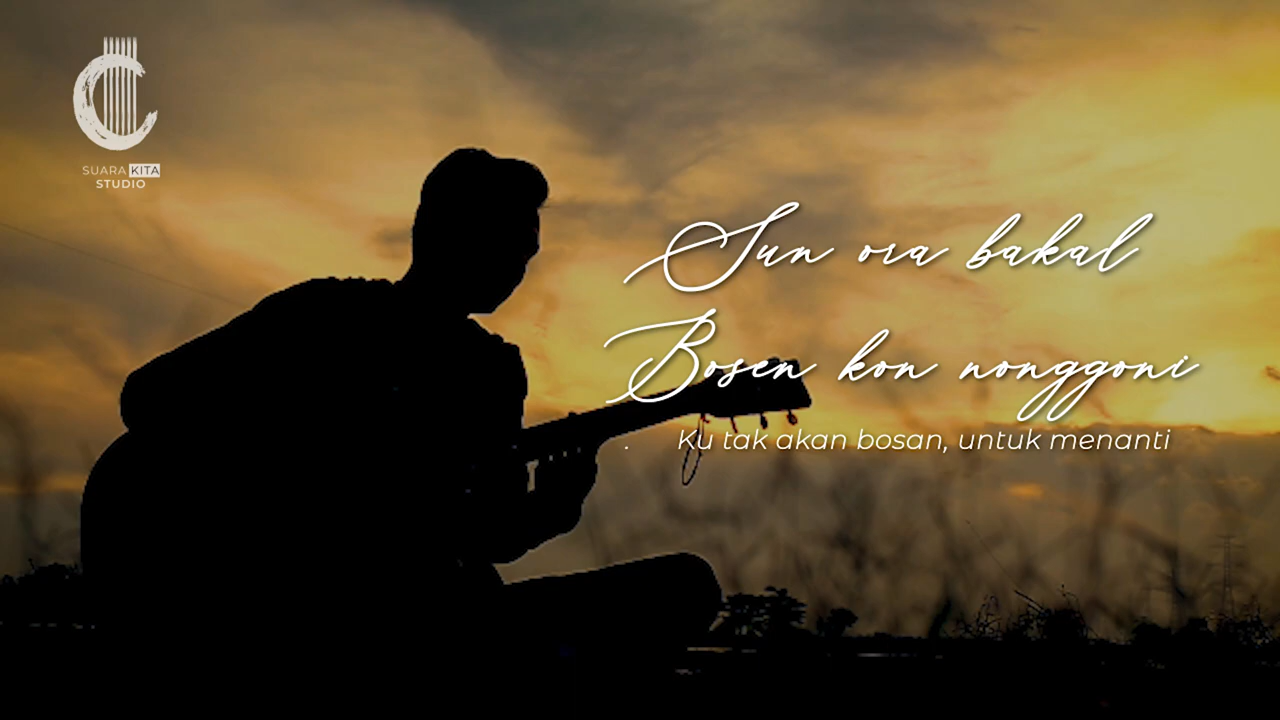 SUARA KITA
STUDIO
Sun ora bakal
Bosen kon nonggoni
. Ku tak akan bosan, untuk menanti